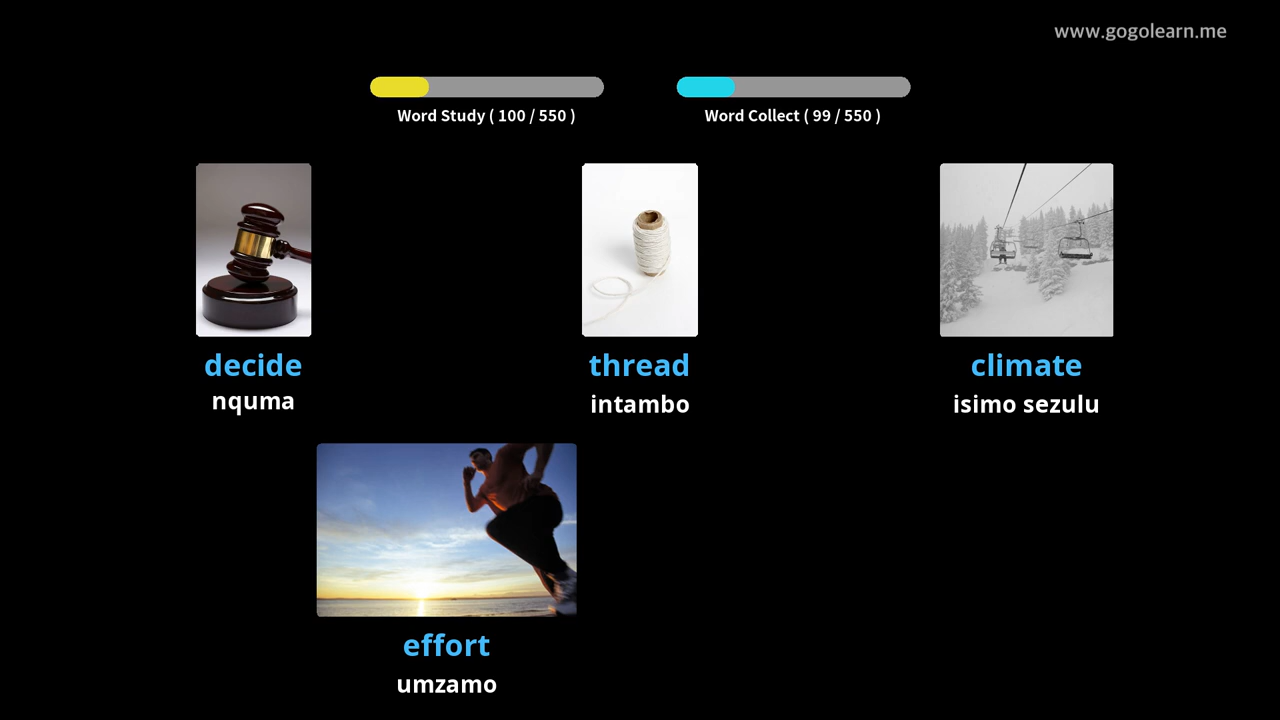 www.gogolearn.me
Word Study ( 100 / 550 )
Word Collect ( 99 / 550 )
decide
nquma
thread
intambo
climate
isimo sezulu
effort
umzamo